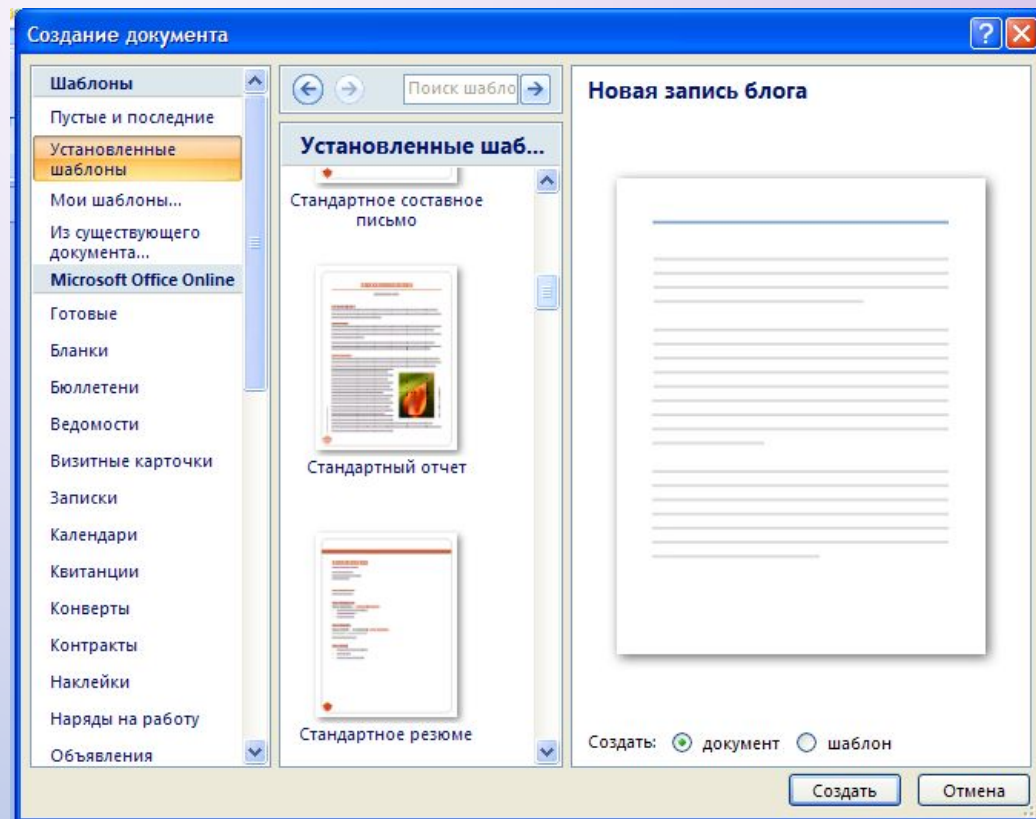 Создание документа
Шаблоны
Пустые и последние
Установленные
шаблоны
Мои шаблоны...
Из существующего
документа...
Microsoft Office Online
Готовые
Бланки
Бюллетени
Ведомости
Визитные карточки
Записки
Календари
Квитанции
Конверты
Контракты
Наклейки
Наряды на работу
Объявления
Поиск шабло
Установленные шаб...
Стандартное составное
письмо
Стандартный отчет
Стандартное резюме
Новая запись блога
Создать: документ шаблон
Создать Отмена